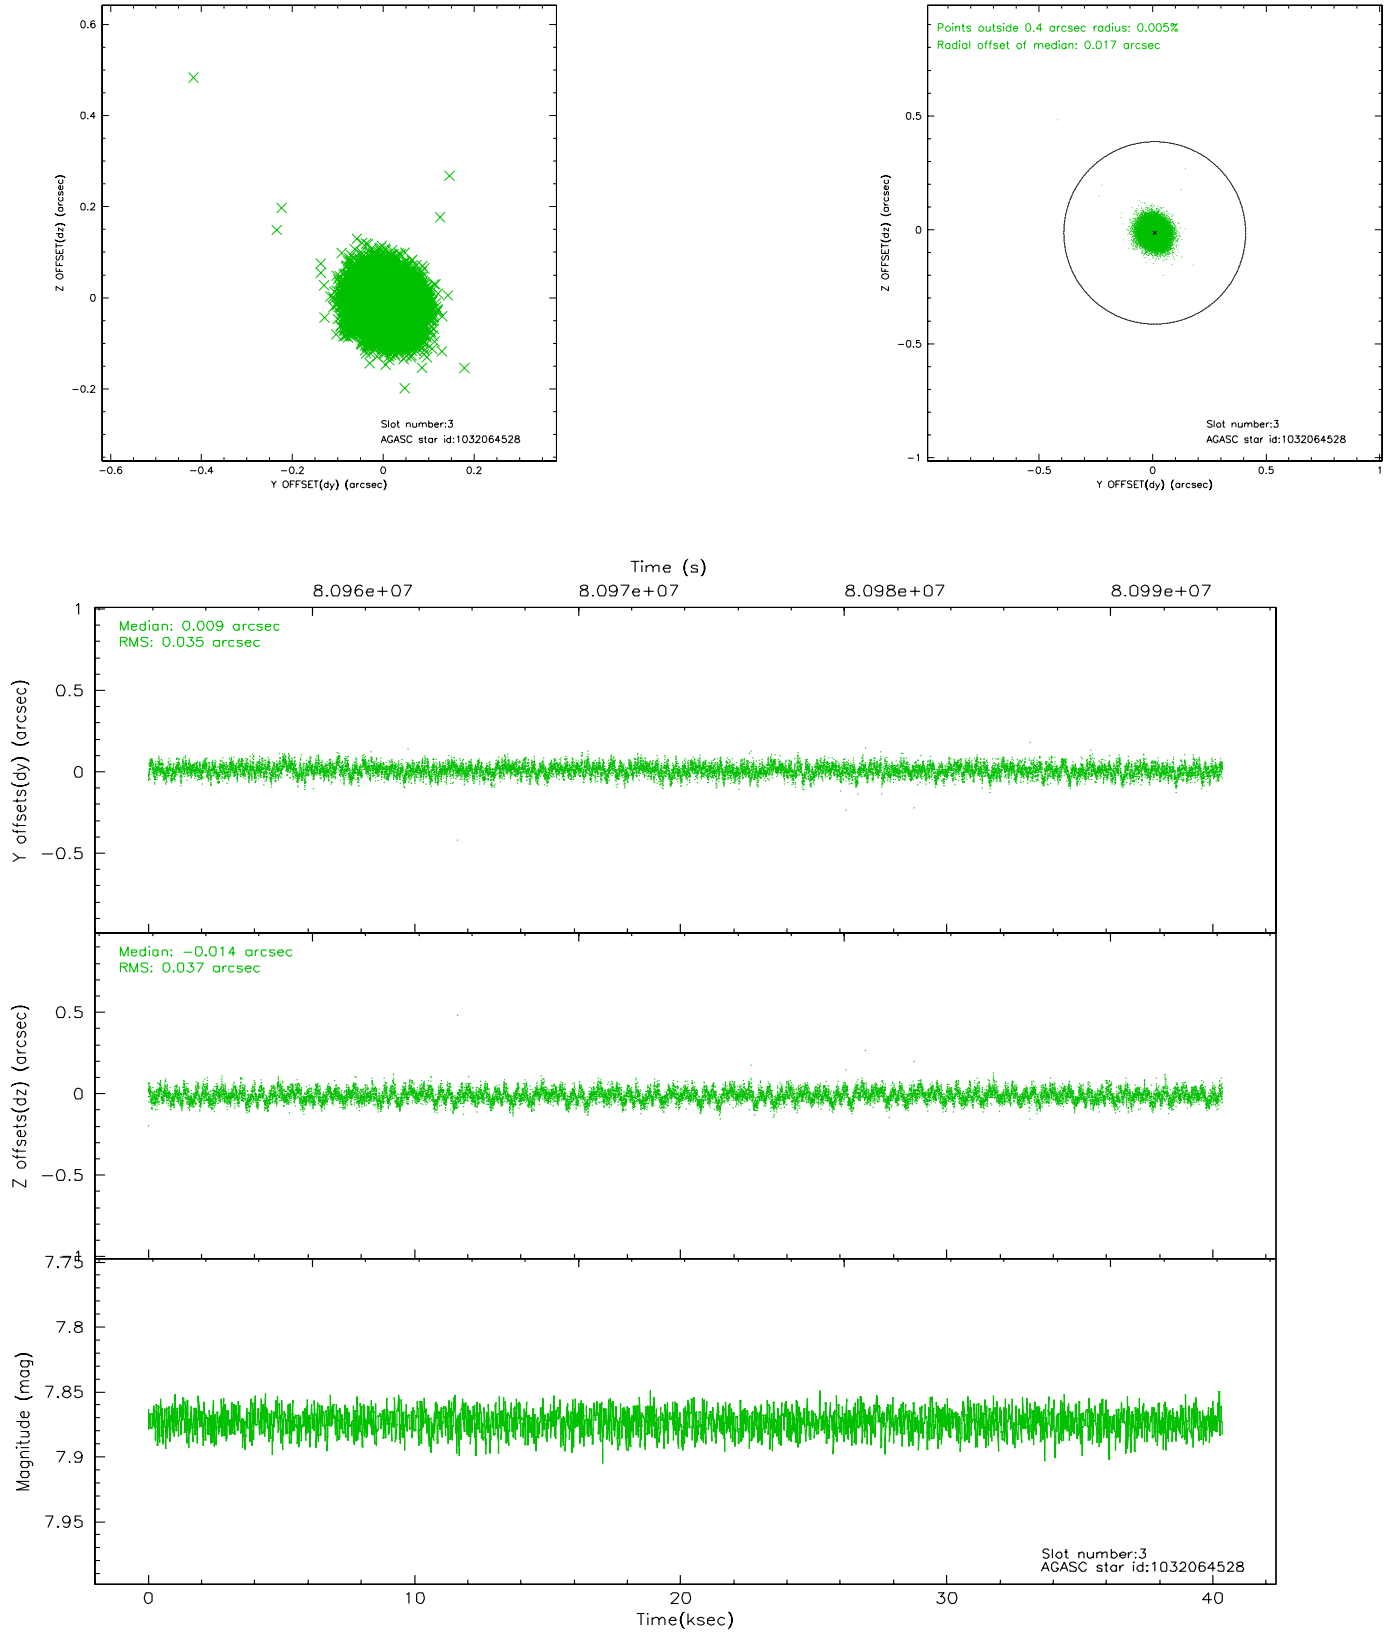 0.6
0.4
0.2
0
−0.2
Z OFFSET(dz) (arcsec)
Slot number:3
AGASC star id:1032064528
−0.6 −0.4 −0.2 0 0.2
Y OFFSET(dy) (arcsec)
Points outside 0.4 arcsec radius: 0.005%
Radial offset of median: 0.017 arcsec
0.5
0
−0.5
−1
Z OFFSET(dz) (arcsec)
Slot number:3
AGASC star id:1032064528
−0.5 0 0.5 1
Y OFFSET(dy) (arcsec)
Time (s)
8.096e+07 8.097e+07 8.098e+07 8.099e+07
Median: 0.009 arcsec
RMS: 0.035 arcsec
1
0.5
0
−0.5
Y offsets(dy) (arcsec)
Median: −0.014 arcsec
RMS: 0.037 arcsec
0.5
0
−0.5
−1
Z offsets(dz) (arcsec)
7.75
7.8
7.85
7.9
7.95
Magnitude (mag)
Slot number:3
AGASC star id:1032064528
0 10 20 30 40
Time(ksec)